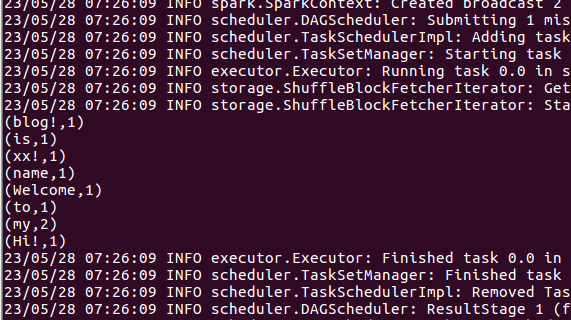 23/05/28 07:26:09 INFO spark.SparkContext: Created broadcast 2
23/05/28 07:26:09 INFO scheduler.DAGScheduler: Submitting 1 mis
23/05/28 07:26:09 INFO scheduler.TaskSchedulerImpl: Adding task
23/05/28 07:26:09 INFO scheduler.TaskSetManager: Starting task
23/05/28 07:26:09 INFO executor.Executor: Running task 0.0 in s
23/05/28 07:26:09 INFO storage.ShuffleBlockFetcherIterator: Get
23/05/28 07:26:09 INFO storage.ShuffleBlockFetcherIterator: Sta
(blog!,1)
(is,1)
(xx!,1)
(name,1)
(Welcome,1)
(to,1)
(my,2)
(Hi!,1)
23/05/28 07:26:09 INFO executor.Executor: Finished task 0.0 in
23/05/28 07:26:09 INFO scheduler.TaskSetManager: Finished task
23/05/28 07:26:09 INFO scheduler.TaskSchedulerImpl: Removed Tas
23/05/28 07:26:09 INFO scheduler.DAGScheduler: ResultStage 1 (f